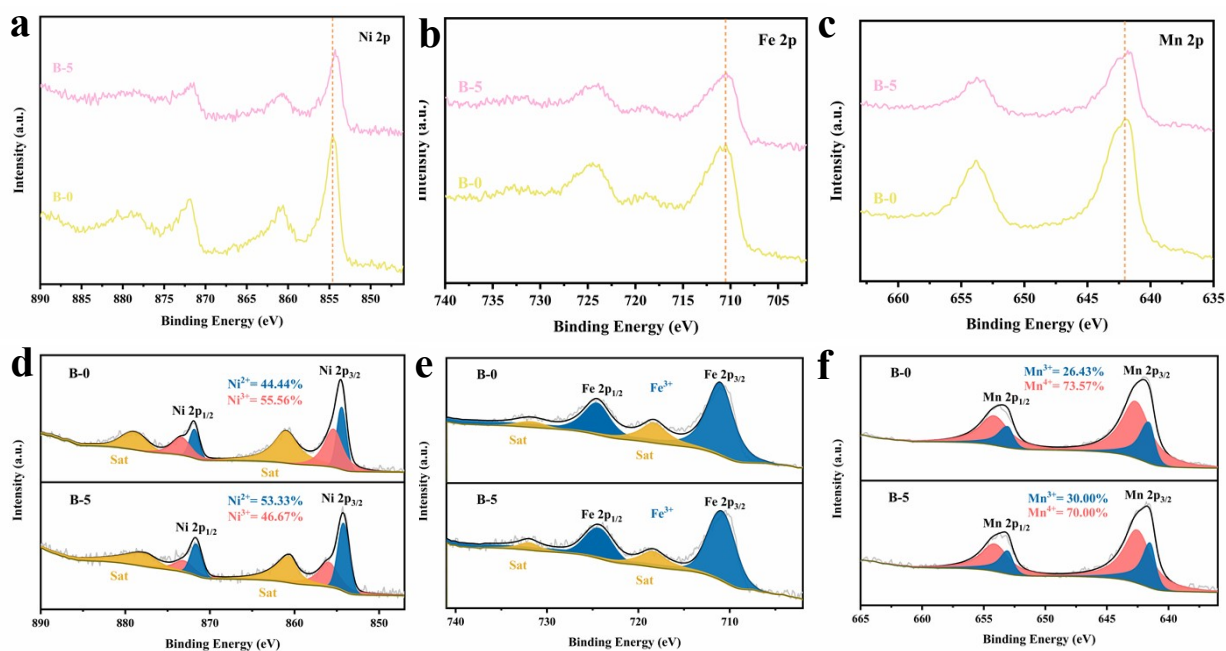 a
Ni 2p
B-5
B-0
Intensity (a.u.)
890 880 870 860 850
Binding Energy (eV)
b
Fe 2p
B-5
B-0
Intensity (a.u.)
740 735 730 725 720 715 710 705
Binding Energy (eV)
c
Mn 2p
B-5
B-0
Intensity (a.u.)
660 655 650 645 640 635
Binding Energy (eV)
d
B-0
Ni²⁺= 44.44%
Ni³⁺= 55.56%
Ni 2p₃/₂
Ni 2p₁/₂
Sat
Sat
B-5
Ni²⁺= 53.33%
Ni³⁺= 46.67%
Ni 2p₃/₂
Ni 2p₁/₂
Sat
Sat
Intensity (a.u.)
890 880 870 860 850
Binding Energy (eV)
e
B-0
Fe 2p₁/₂
Fe³⁺
Fe 2p₃/₂
Sat
Sat
B-5
Fe 2p₁/₂
Fe³⁺
Fe 2p₃/₂
Sat
Sat
Intensity (a.u.)
741 730 720 710
Binding Energy (eV)
f
B-0
Mn³⁺= 26.43%
Mn⁴⁺= 73.57%
Mn 2p₃/₂
Mn 2p₁/₂
B-5
Mn³⁺= 30.00%
Mn⁴⁺= 70.00%
Mn 2p₃/₂
Mn 2p₁/₂
Intensity (a.u.)
665 660 655 650 645 640
Binding Energy (eV)